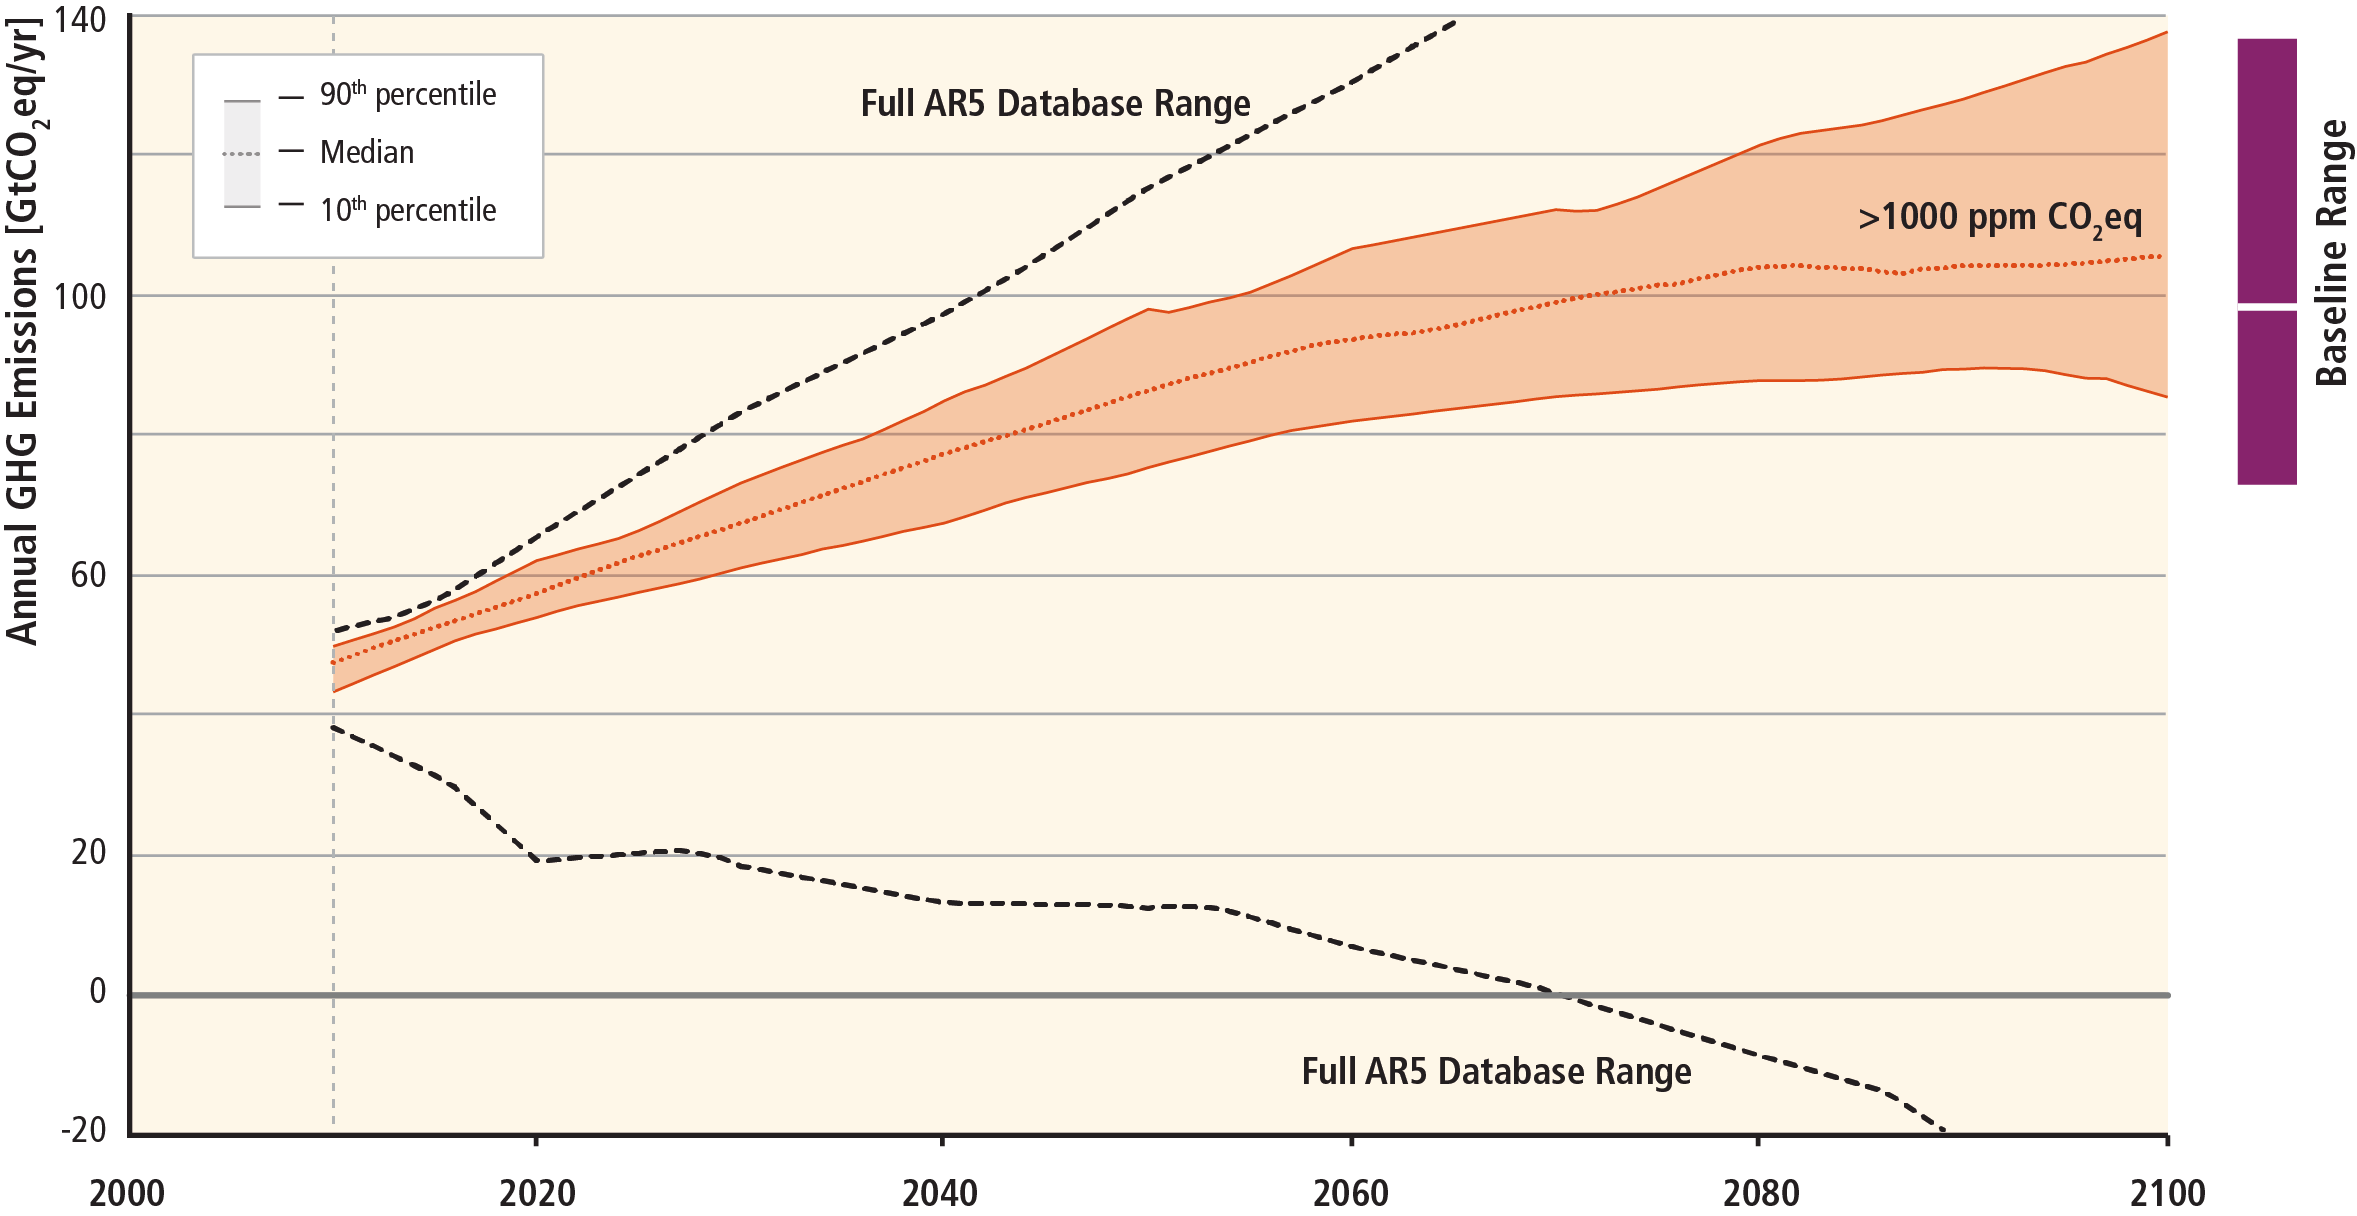 Annual GHG Emissions [GtCO₂eq/yr]
140
100
60
20
0
-20
90th percentile
Median
10th percentile
Full AR5 Database Range
>1000 ppm CO₂eq
Full AR5 Database Range
Baseline Range
2000
2020
2040
2060
2080
2100